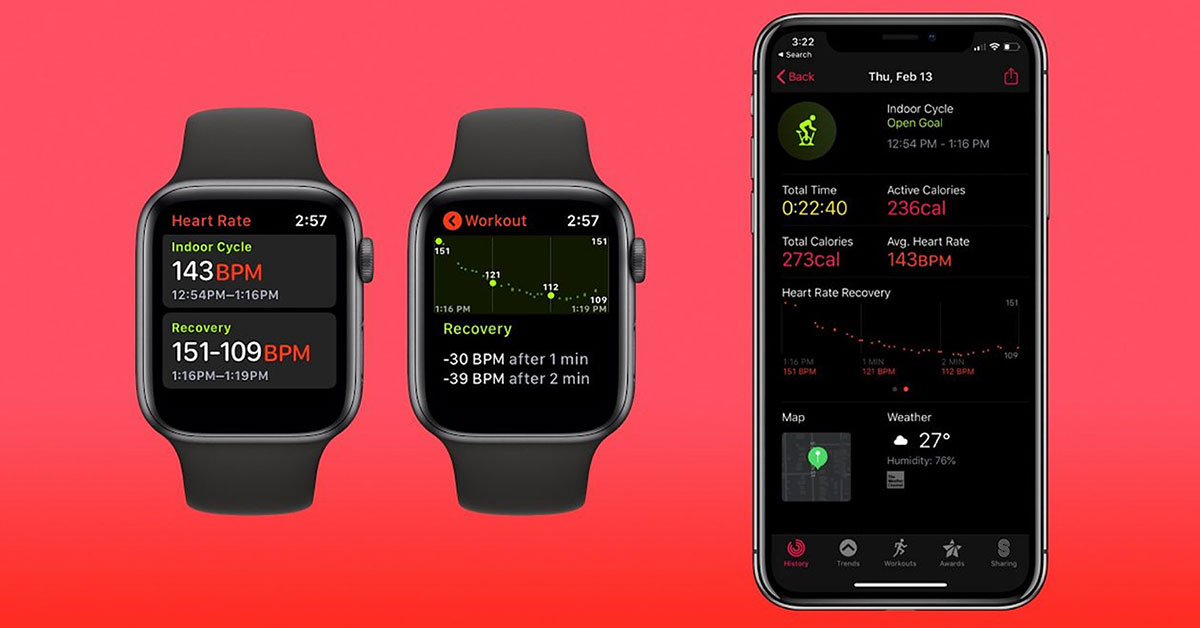 Heart Rate 2:57
Indoor Cycle
143BPM
12:54PM–1:16PM
Recovery
151-109BPM
1:16PM–1:19PM
Workout 2:57
151
151
121
112
109
1:16 PM 1:19 PM
Recovery
-30 BPM after 1 min
-39 BPM after 2 min
3:22
Search
Back Thu, Feb 13
Indoor Cycle
Open Goal
12:54 PM - 1:16 PM
Total Time Active Calories
0:22:40 236cal
Total Calories Avg. Heart Rate
273cal 143BPM
Heart Rate Recovery
151
109
1:16 PM 1 MIN 2 MIN
151 BPM 121 BPM 112 BPM
Map Weather
27°
Humidity: 76%
The
Weather
Channel
History Trends Workouts Awards Sharing